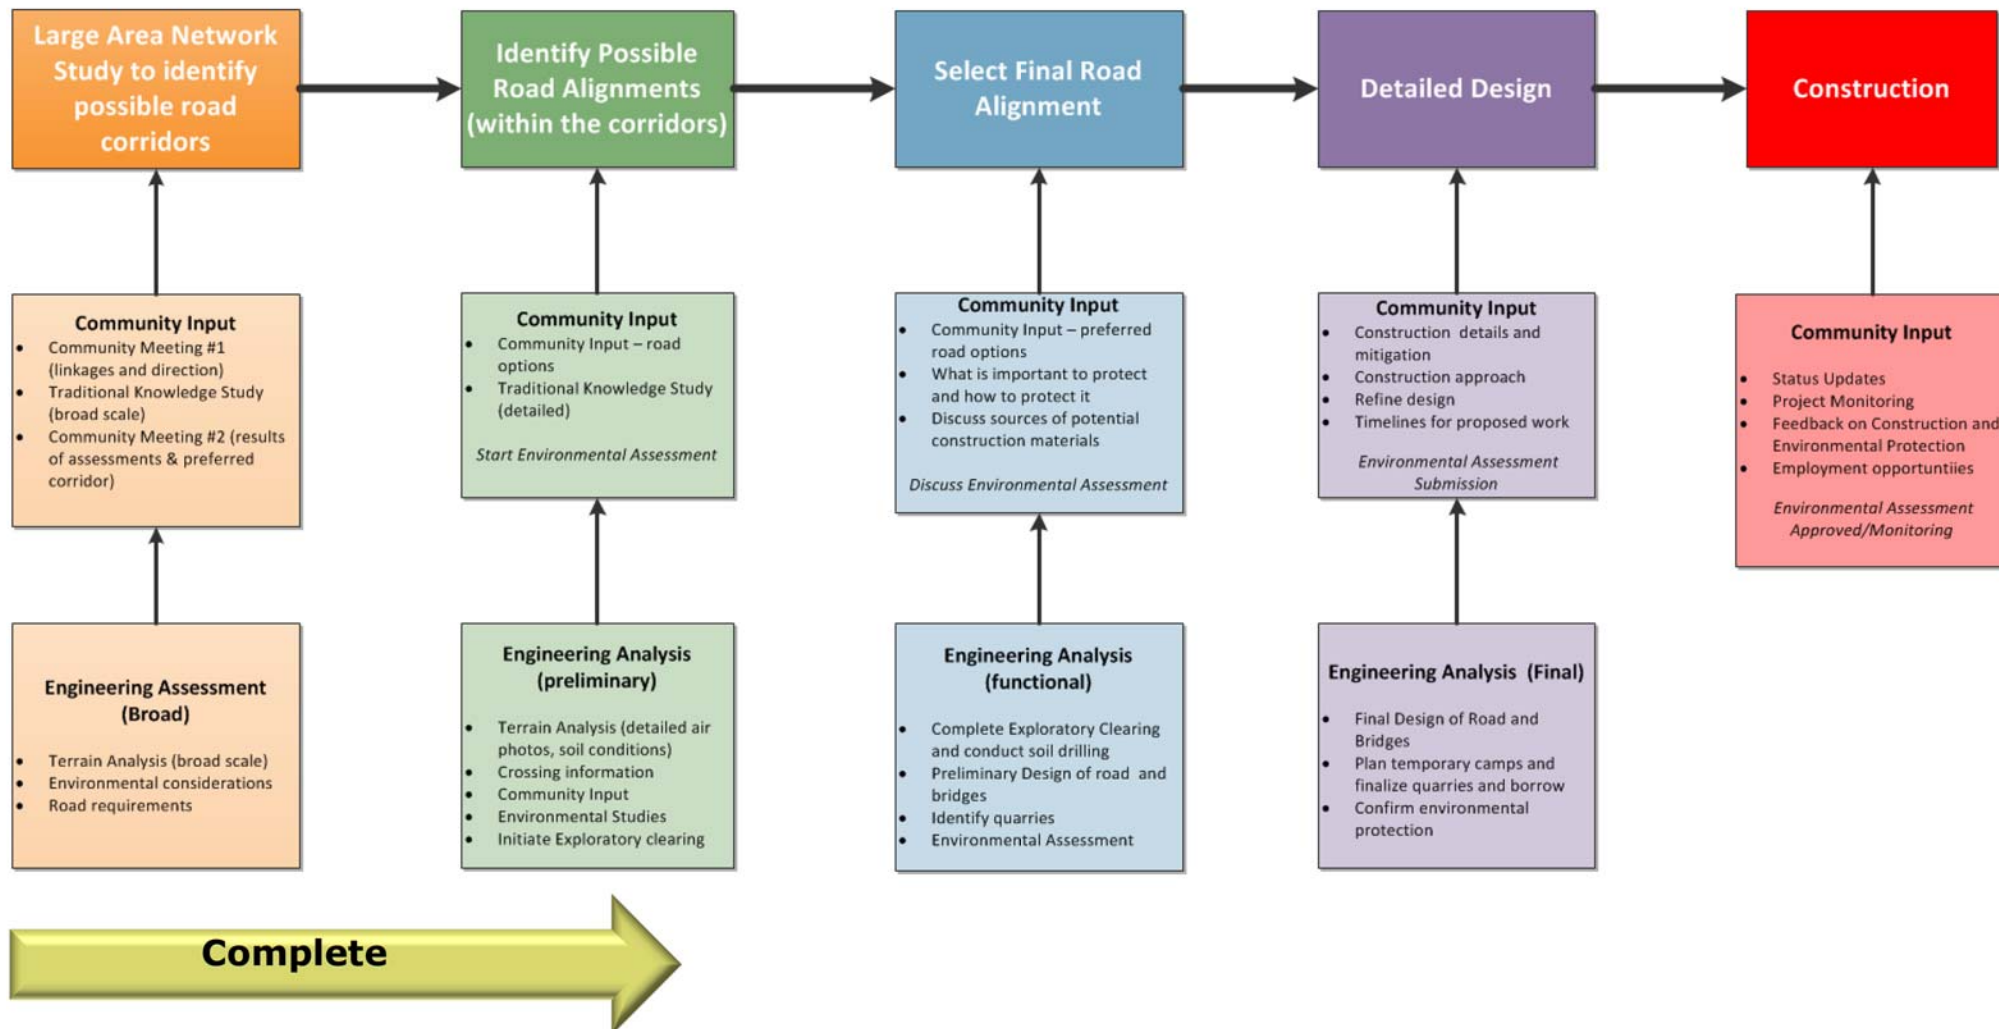 Large Area Network
Study to identify
possible road
corridors
Identify Possible
Road Alignments
(within the corridors)
Select Final Road
Alignment
Detailed Design
Construction
Community Input
• Community Meeting #1
(linkages and direction)
• Traditional Knowledge Study
(broad scale)
• Community Meeting #2 (results
of assessments & preferred
corridor)
Community Input
• Community Input – road
options
• Traditional Knowledge Study
(detailed)
Start Environmental Assessment
Community Input
• Community Input – preferred
road options
• What is important to protect
and how to protect it
• Discuss sources of potential
construction materials
Discuss Environmental Assessment
Community Input
• Construction details and
mitigation
• Construction approach
• Refine design
• Timelines for proposed work
Environmental Assessment
Submission
Community Input
• Status Updates
• Project Monitoring
• Feedback on Construction and
Environmental Protection
• Employment opportuntiies
Environmental Assessment
Approved/Monitoring
Engineering Assessment
(Broad)
• Terrain Analysis (broad scale)
• Environmental considerations
• Road requirements
Engineering Analysis
(preliminary)
• Terrain Analysis (detailed air
photos, soil conditions)
• Crossing information
• Community Input
• Environmental Studies
• Initiate Exploratory clearing
Engineering Analysis
(functional)
• Complete Exploratory Clearing
and conduct soil drilling
• Preliminary Design of road and
bridges
• Identify quarries
• Environmental Assessment
Engineering Analysis (Final)
• Final Design of Road and
Bridges
• Plan temporary camps and
finalize quarries and borrow
• Confirm environmental
protection
Complete